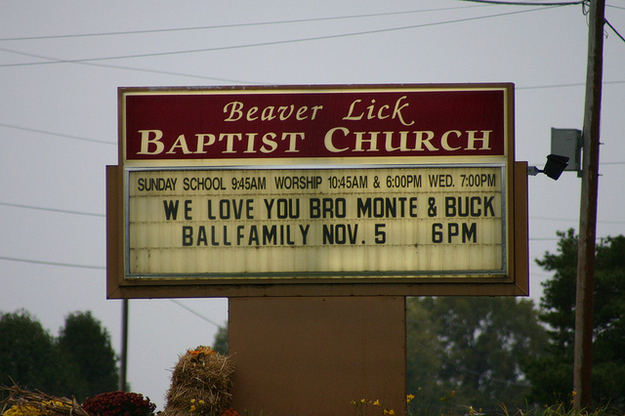 Beaver Lick
BAPTIST CHURCH
SUNDAY SCHOOL 9:45AM WORSHIP 10:45AM & 6:00PM WED. 7:00PM
WE LOVE YOU BRO MONTE & BUCK
BALLFAMILY NOV. 5 6PM